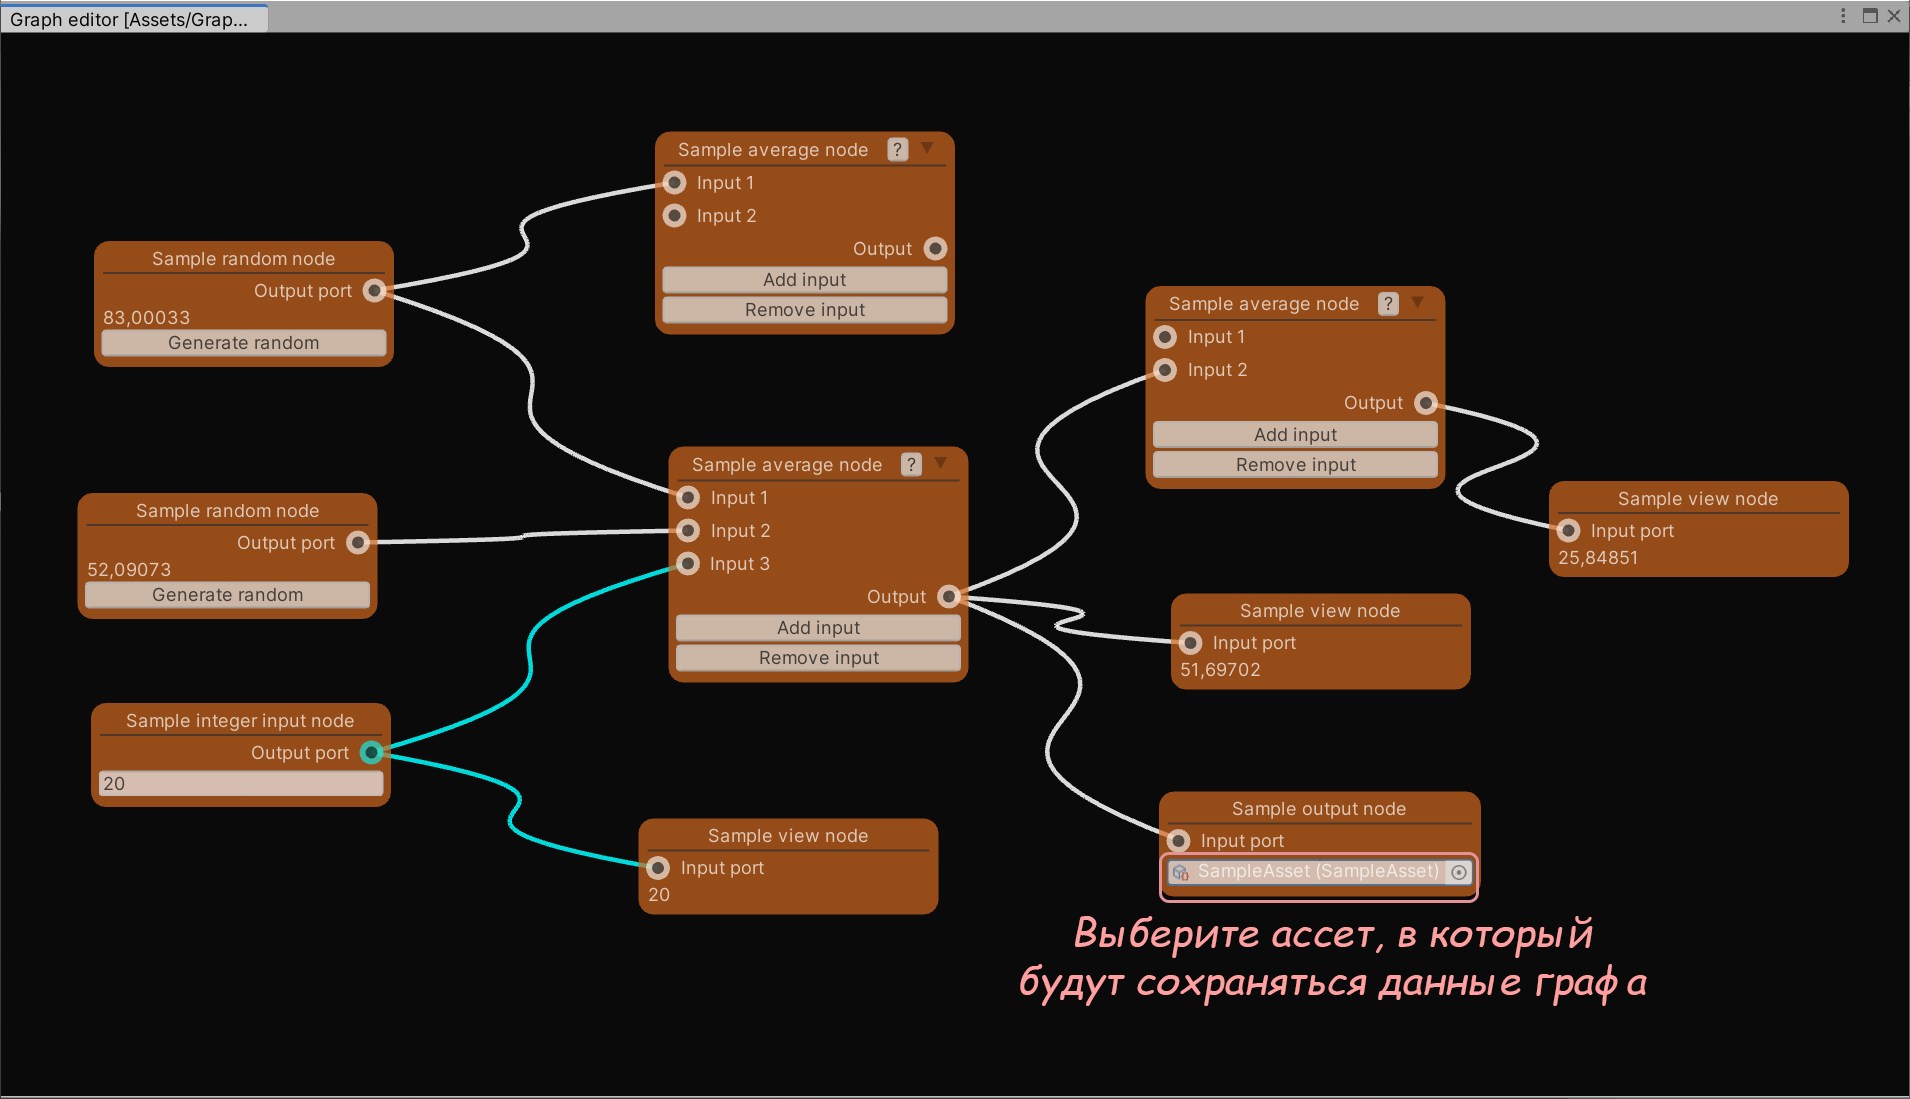 Graph editor [Assets/Grap...
Sample average node ?
Input 1
Input 2
Output
Add input
Remove input
Sample random node
Output port
83,00033
Generate random
Sample average node ?
Input 1
Input 2
Output
Add input
Remove input
Sample average node ?
Input 1
Input 2
Input 3
Output
Add input
Remove input
Sample random node
Output port
52,09073
Generate random
Sample view node
Input port
25,84851
Sample view node
Input port
51,69702
Sample integer input node
Output port
20
Sample view node
Input port
20
Sample output node
Input port
SampleAsset (SampleAsset)
Выберите ассет, в который
будут сохраняться данные графа